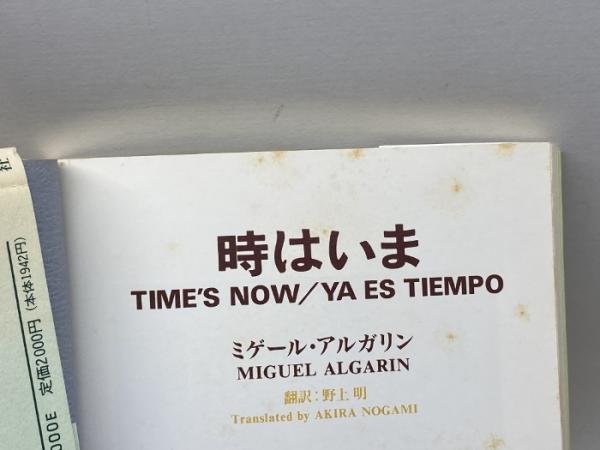 時はいま
TIME'S NOW/YA ES TIEMPO
ミゲール・アルガリン
MIGUEL ALGARIN
翻訳:野上 明
Translated by AKIRA NOGAMI
社
定価2000円(本体1942円)
000E